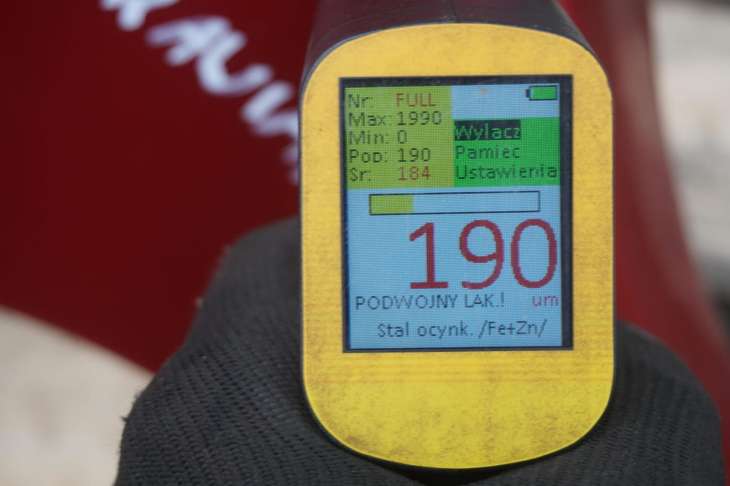 Nr: FULL
Max: 1990
Min: 0
Pop: 190
Sr: 184
Wylacz
Pamiec
Ustawienia
190
um
PODWOJNY LAK.!
Stal ocynk. /Fe+Zn/